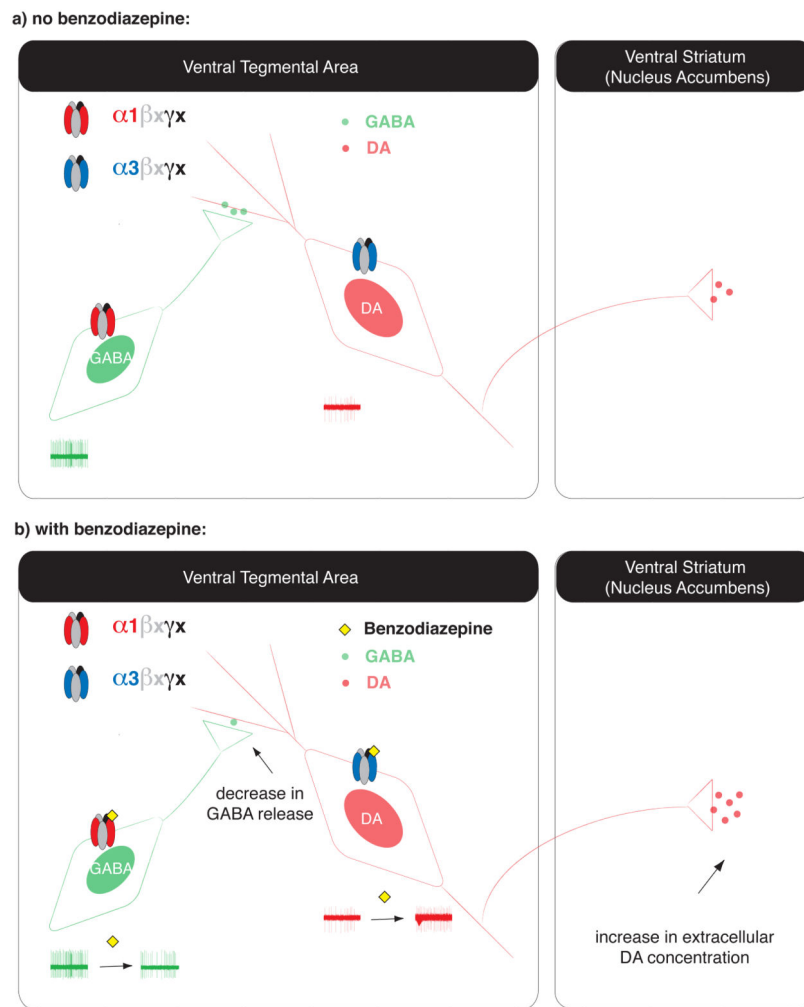 a) no benzodiazepine:
Ventral Tegmental Area
Ventral Striatum
(Nucleus Accumbens)
α1βxγx
α3βxγx
GABA
DA
DA
GABA
b) with benzodiazepine:
Ventral Tegmental Area
Ventral Striatum
(Nucleus Accumbens)
α1βxγx
α3βxγx
Benzodiazepine
GABA
DA
decrease in
GABA release
DA
GABA
increase in extracellular
DA concentration